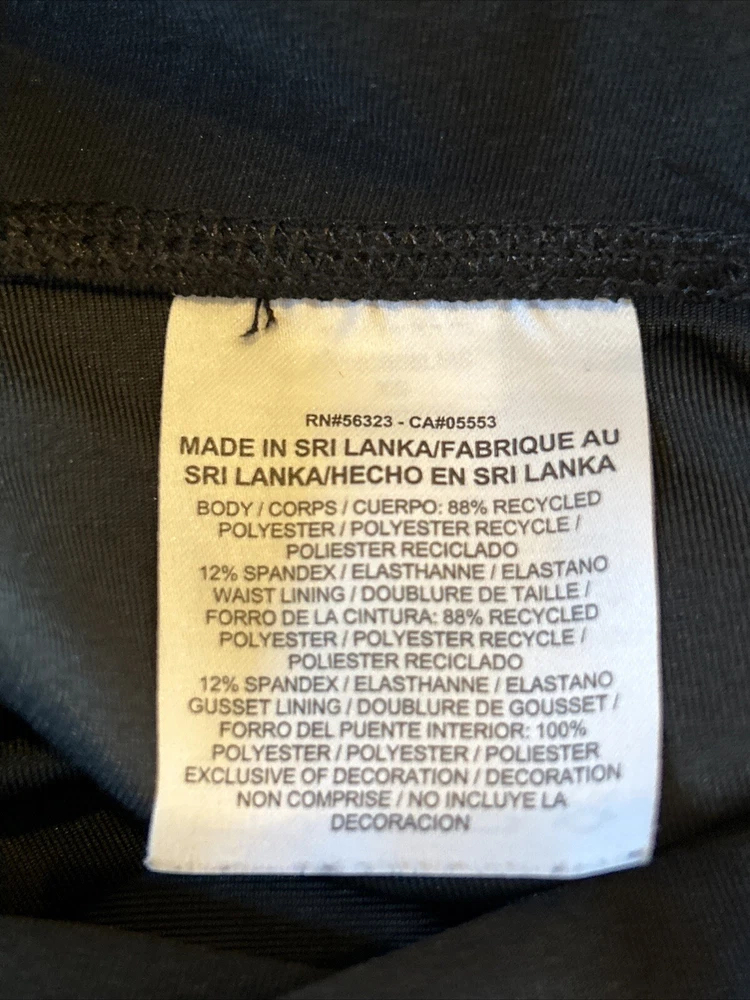 RN#56323 - CA#05553
MADE IN SRI LANKA/FABRIQUE AU
SRI LANKA/HECHO EN SRI LANKA
BODY / CORPS / CUERPO: 88% RECYCLED
POLYESTER / POLYESTER RECYCLE /
POLIESTER RECICLADO
12% SPANDEX / ELASTHANNE / ELASTANO
WAIST LINING / DOUBLURE DE TAILLE /
FORRO DE LA CINTURA: 88% RECYCLED
POLYESTER / POLYESTER RECYCLE /
POLIESTER RECICLADO
12% SPANDEX / ELASTHANNE / ELASTANO
GUSSET LINING / DOUBLURE DE GOUSSET /
FORRO DEL PUENTE INTERIOR: 100%
POLYESTER / POLYESTER / POLIESTER
EXCLUSIVE OF DECORATION / DECORATION
NON COMPRISE / NO INCLUYE LA
DECORACION